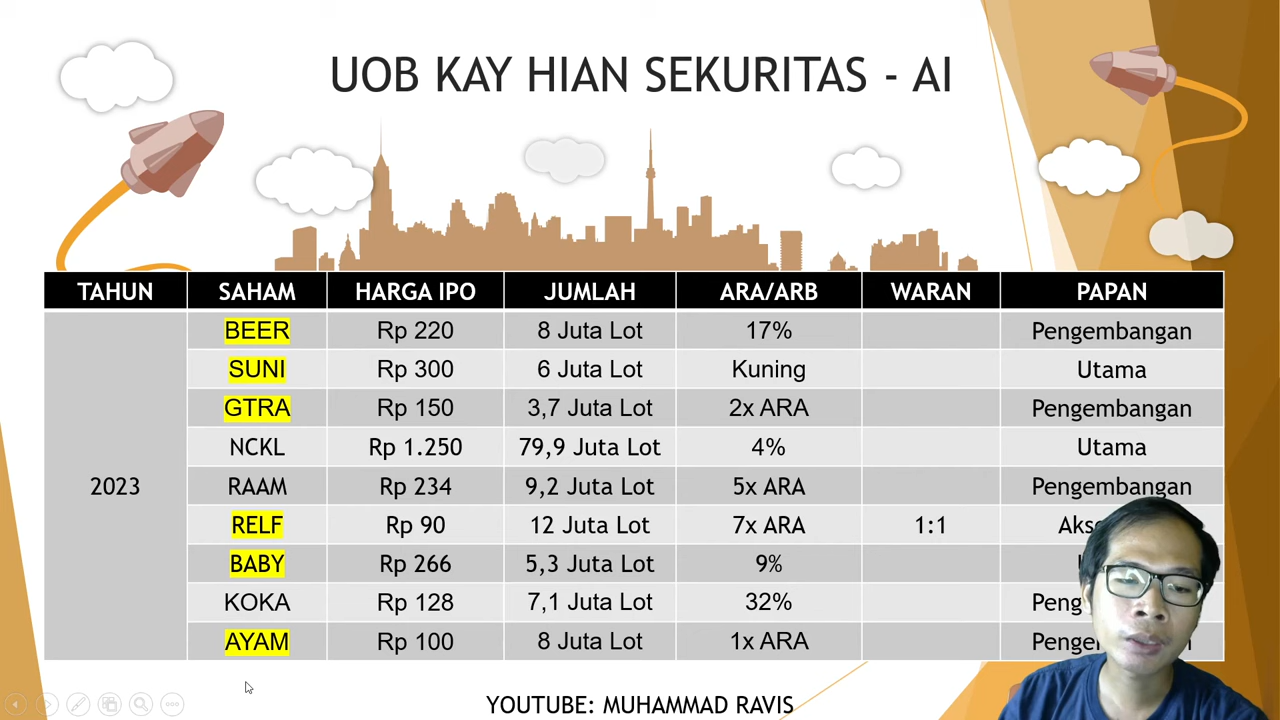 UOB KAY HIAN SEKURITAS - AI
TAHUN SAHAM HARGA IPO JUMLAH ARA/ARB WARAN PAPAN
2023
BEER Rp 220 8 Juta Lot 17% Pengembangan
SUNI Rp 300 6 Juta Lot Kuning Utama
GTRA Rp 150 3,7 Juta Lot 2x ARA Pengembangan
NCKL Rp 1.250 79,9 Juta Lot 4% Utama
RAAM Rp 234 9,2 Juta Lot 5x ARA Pengembangan
RELF Rp 90 12 Juta Lot 7x ARA 1:1
BABY Rp 266 5,3 Juta Lot 9%
KOKA Rp 128 7,1 Juta Lot 32%
AYAM Rp 100 8 Juta Lot 1x ARA
YOUTUBE: MUHAMMAD RAVIS